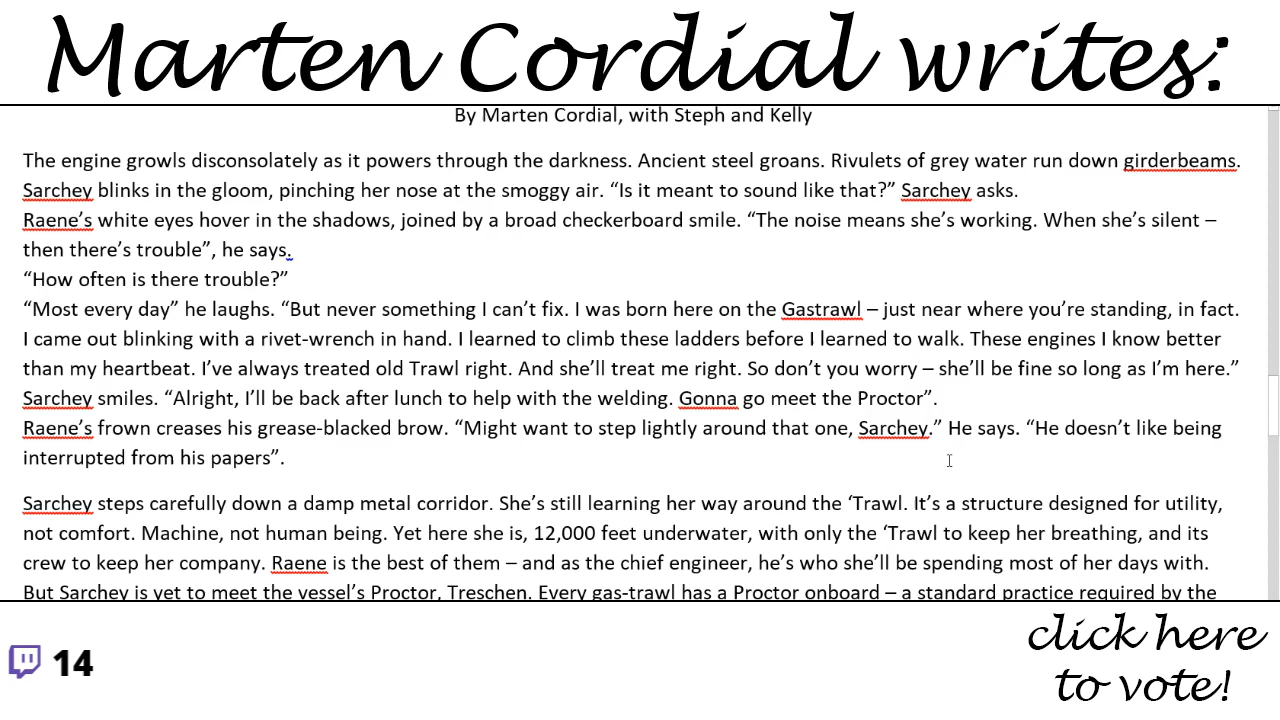 Marten Cordial writes:
By Marten Cordial, with Steph and Kelly
The engine growls disconsolately as it powers through the darkness. Ancient steel groans. Rivulets of grey water run down girderbeams.
Sarchey blinks in the gloom, pinching her nose at the smoggy air. “Is it meant to sound like that?” Sarchey asks.
Raene’s white eyes hover in the shadows, joined by a broad checkerboard smile. “The noise means she’s working. When she’s silent –
then there’s trouble”, he says.
“How often is there trouble?”
“Most every day” he laughs. “But never something I can’t fix. I was born here on the Gastrawl – just near where you’re standing, in fact.
I came out blinking with a rivet-wrench in hand. I learned to climb these ladders before I learned to walk. These engines I know better
than my heartbeat. I’ve always treated old Trawl right. And she’ll treat me right. So don’t you worry – she’ll be fine so long as I’m here.”
Sarchey smiles. “Alright, I’ll be back after lunch to help with the welding. Gonna go meet the Proctor”.
Raene’s frown creases his grease-blacked brow. “Might want to step lightly around that one, Sarchey.” He says. “He doesn’t like being
interrupted from his papers”.
Sarchey steps carefully down a damp metal corridor. She’s still learning her way around the ‘Trawl. It’s a structure designed for utility,
not comfort. Machine, not human being. Yet here she is, 12,000 feet underwater, with only the ‘Trawl to keep her breathing, and its
crew to keep her company. Raene is the best of them – and as the chief engineer, he’s who she’ll be spending most of her days with.
But Sarchey is yet to meet the vessel’s Proctor, Treschen. Every gas-trawl has a Proctor onboard – a standard practice required by the
14
click here
to vote!